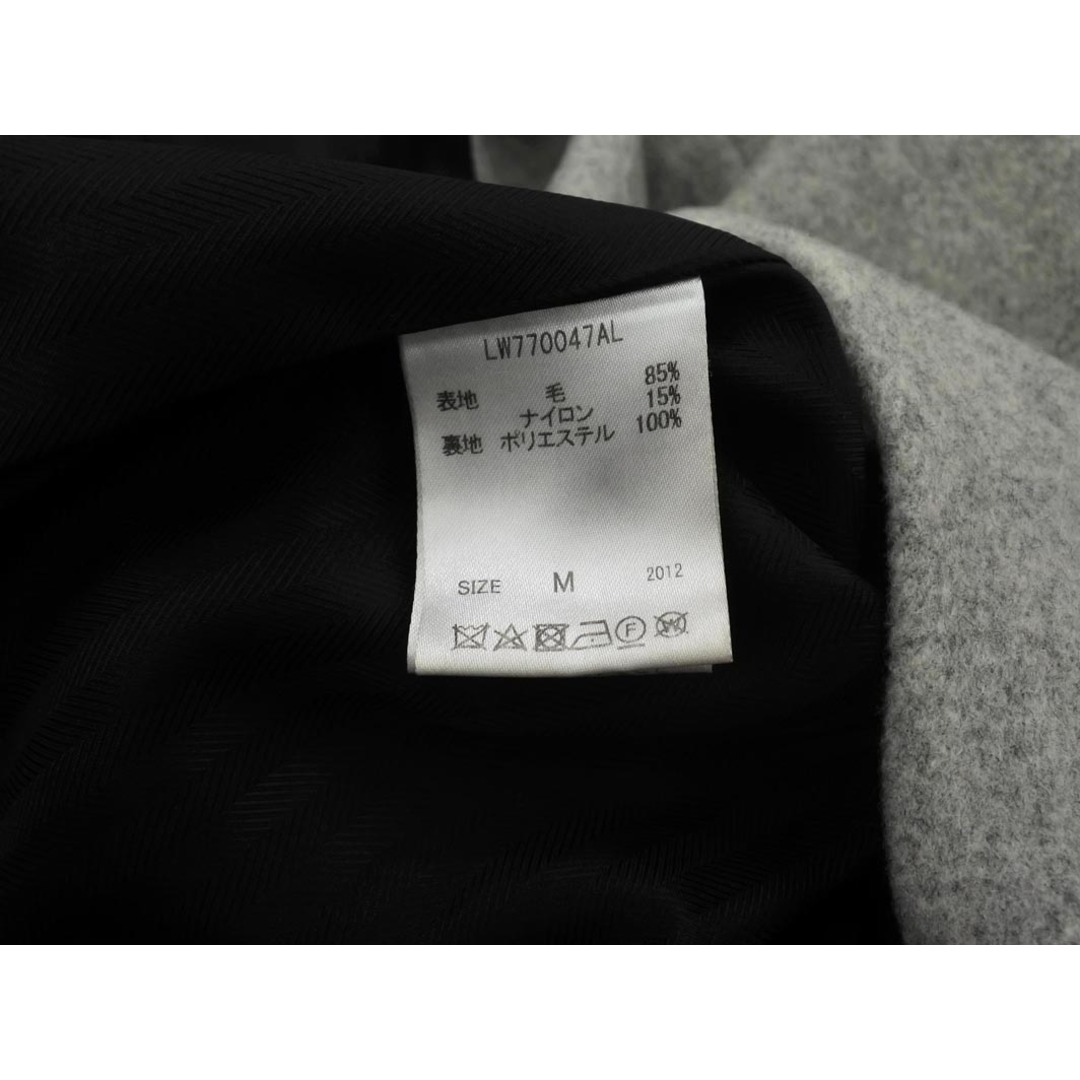 LW770047AL
表地 毛 85%
ナイロン 15%
裏地 ポリエステル 100%
SIZE M 2012
F W